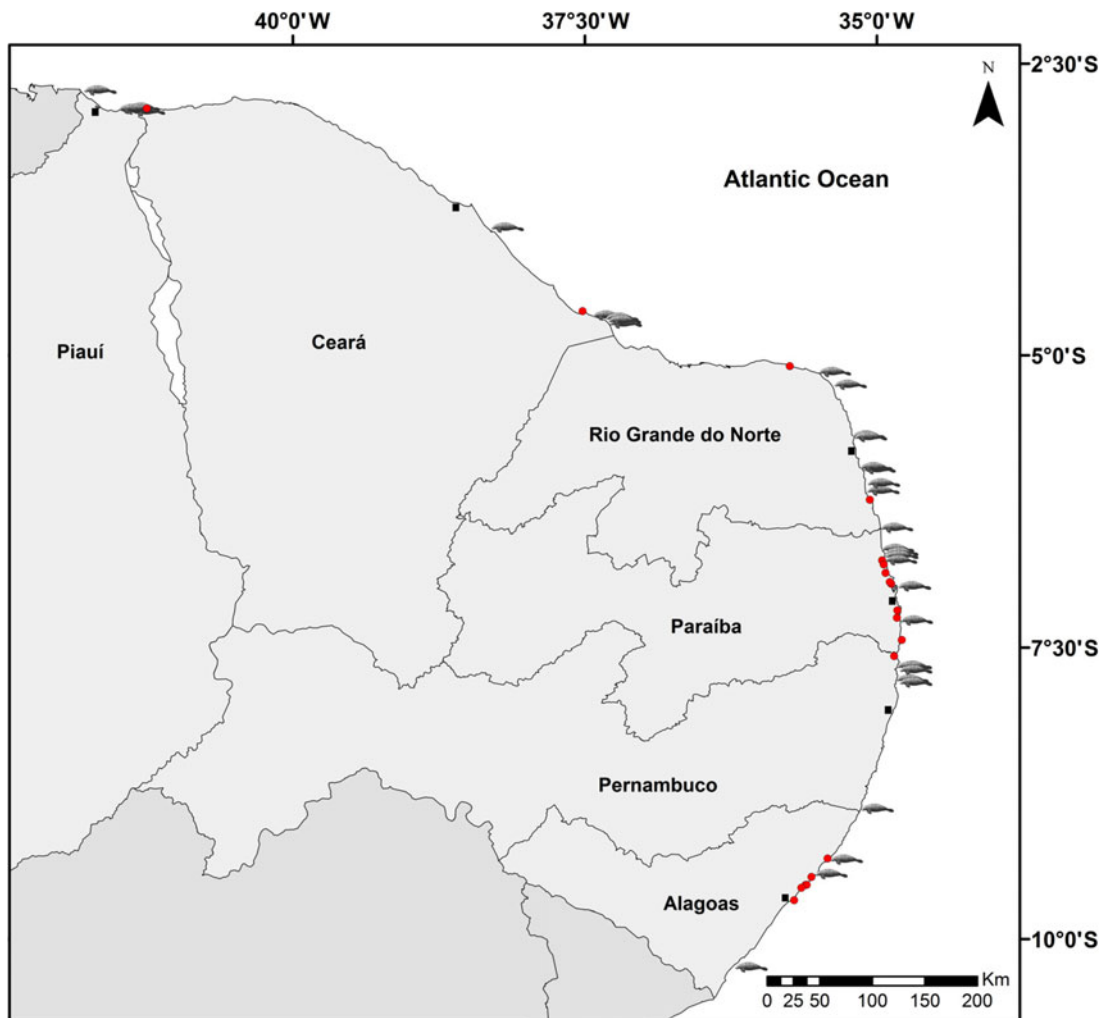 40°0'W 37°30'W 35°0'W
2°30'S
N
Atlantic Ocean
Piauí
Ceará
5°0'S
Rio Grande do Norte
Paraíba
7°30'S
Pernambuco
Alagoas
10°0'S
Km
0 25 50 100 150 200